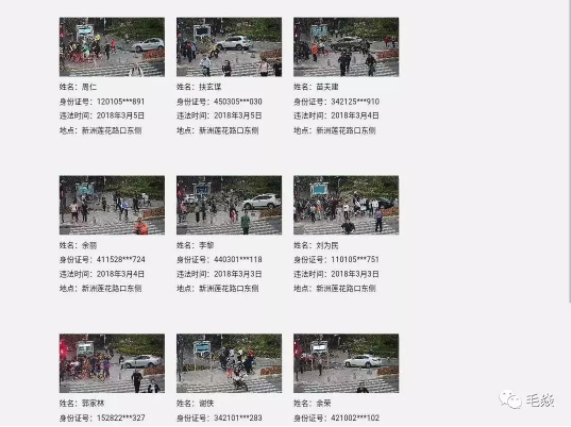 姓名：周仁
身份证号：120105***891
违法时间：2018年3月5日
地点：新洲莲花路口东侧
姓名：扶玄谋
身份证号：450305***030
违法时间：2018年3月5日
地点：新洲莲花路口东侧
姓名：苗夫建
身份证号：342125***910
违法时间：2018年3月4日
地点：新洲莲花路口东侧
姓名：余丽
身份证号：411528***724
违法时间：2018年3月4日
地点：新洲莲花路口东侧
姓名：李黎
身份证号：440301***118
违法时间：2018年3月3日
地点：新洲莲花路口东侧
姓名：刘为民
身份证号：110105***751
违法时间：2018年3月3日
地点：新洲莲花路口东侧
姓名：郭家林
身份证号：152822***327
姓名：谢侠
身份证号：342101***283
姓名：余荣
身份证号：421002***102
毛焱